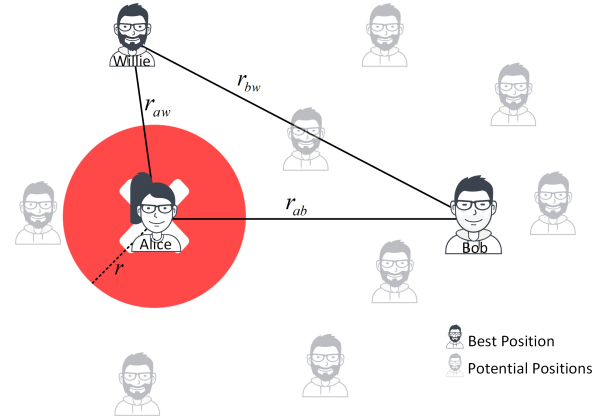 Willie
r_bw
r_aw
r_ab
Alice
Bob
r
Best Position
Potential Positions